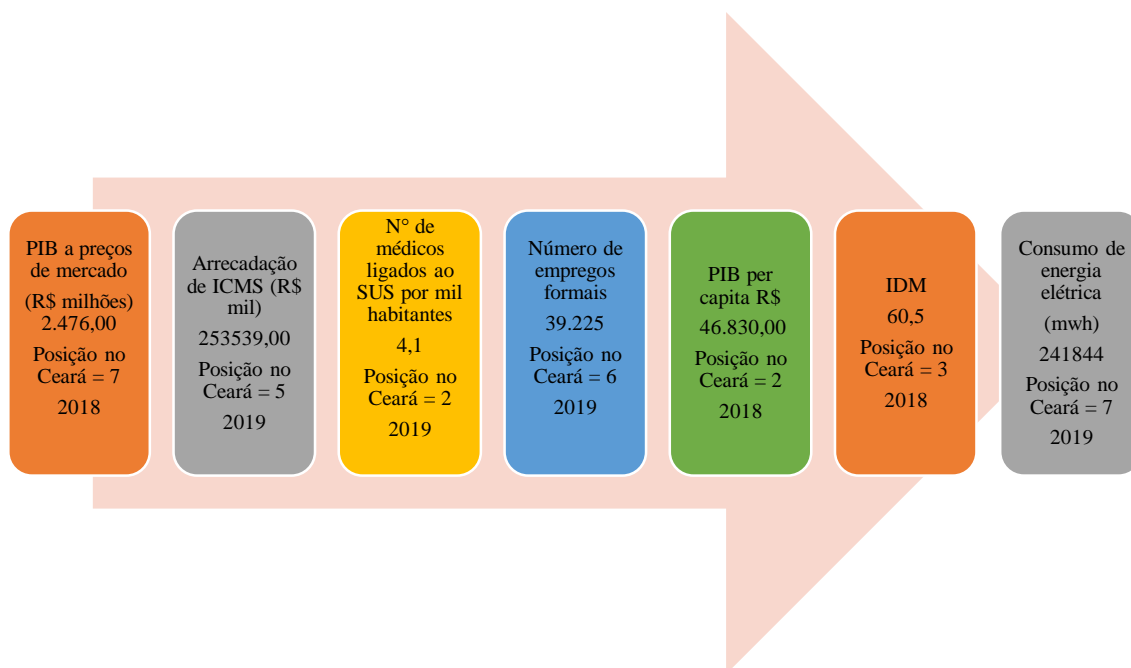 PIB a preços
de mercado
(R$ milhões)
2.476,00
Posição no
Ceará = 7
2018
Arrecadação
de ICMS (R$
mil)
253539,00
Posição no
Ceará = 5
2019
N° de
médicos
ligados ao
SUS por mil
habitantes
4,1
Posição no
Ceará = 2
2019
Número de
empregos
formais
39.225
Posição no
Ceará = 6
2019
PIB per
capita R$
46.830,00
Posição no
Ceará = 2
2018
IDM
60,5
Posição no
Ceará = 3
2018
Consumo de
energia
elétrica
(mwh)
241844
Posição no
Ceará = 7
2019